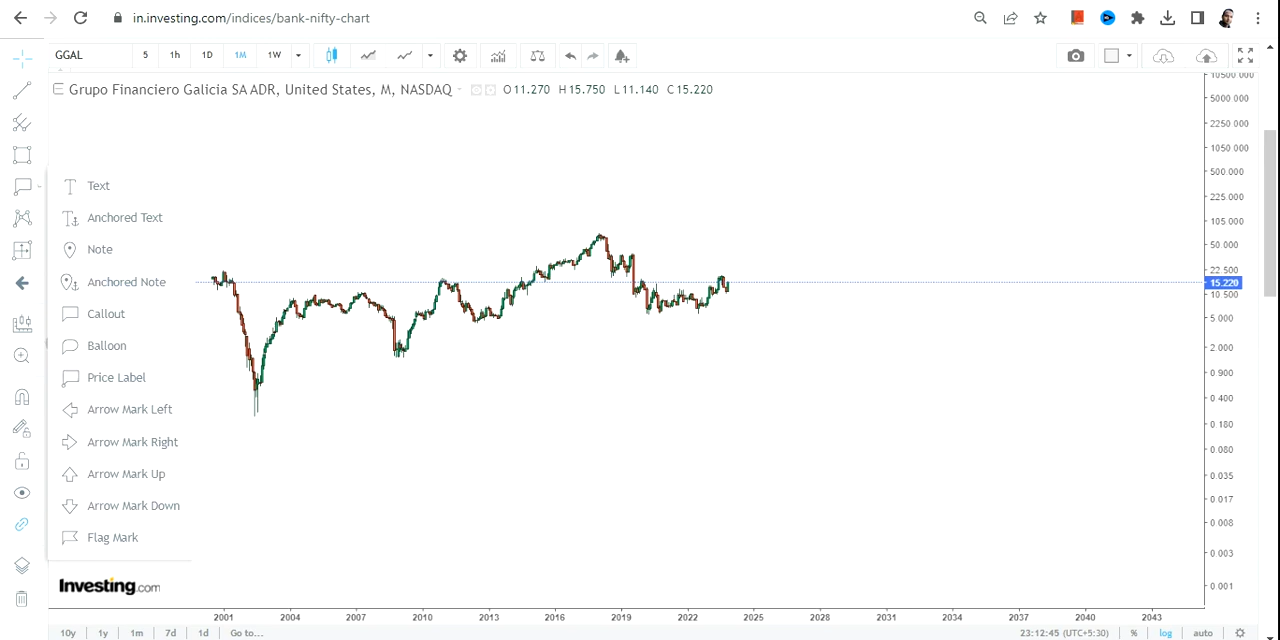 in.investing.com/indices/bank-nifty-chart
GGAL 5 1h 1D 1M 1W
Grupo Financiero Galicia SA ADR, United States, M, NASDAQ O11.270 H15.750 L11.140 C15.220
10500 000
5000.000
2250 000
1050 000
500.000
225.000
105.000
50.000
22.500
15.220
10.500
5.000
2.000
0.900
0.400
0.180
0.080
0.035
0.017
0.008
0.003
0.001
Text
Anchored Text
Note
Anchored Note
Callout
Balloon
Price Label
Arrow Mark Left
Arrow Mark Right
Arrow Mark Up
Arrow Mark Down
Flag Mark
Investing.com
2001 2004 2007 2010 2013 2016 2019 2022 2025 2028 2031 2034 2037 2040 2043
10y 1y 1m 7d 1d Go to... 23:12:45 (UTC+5:30) % log auto